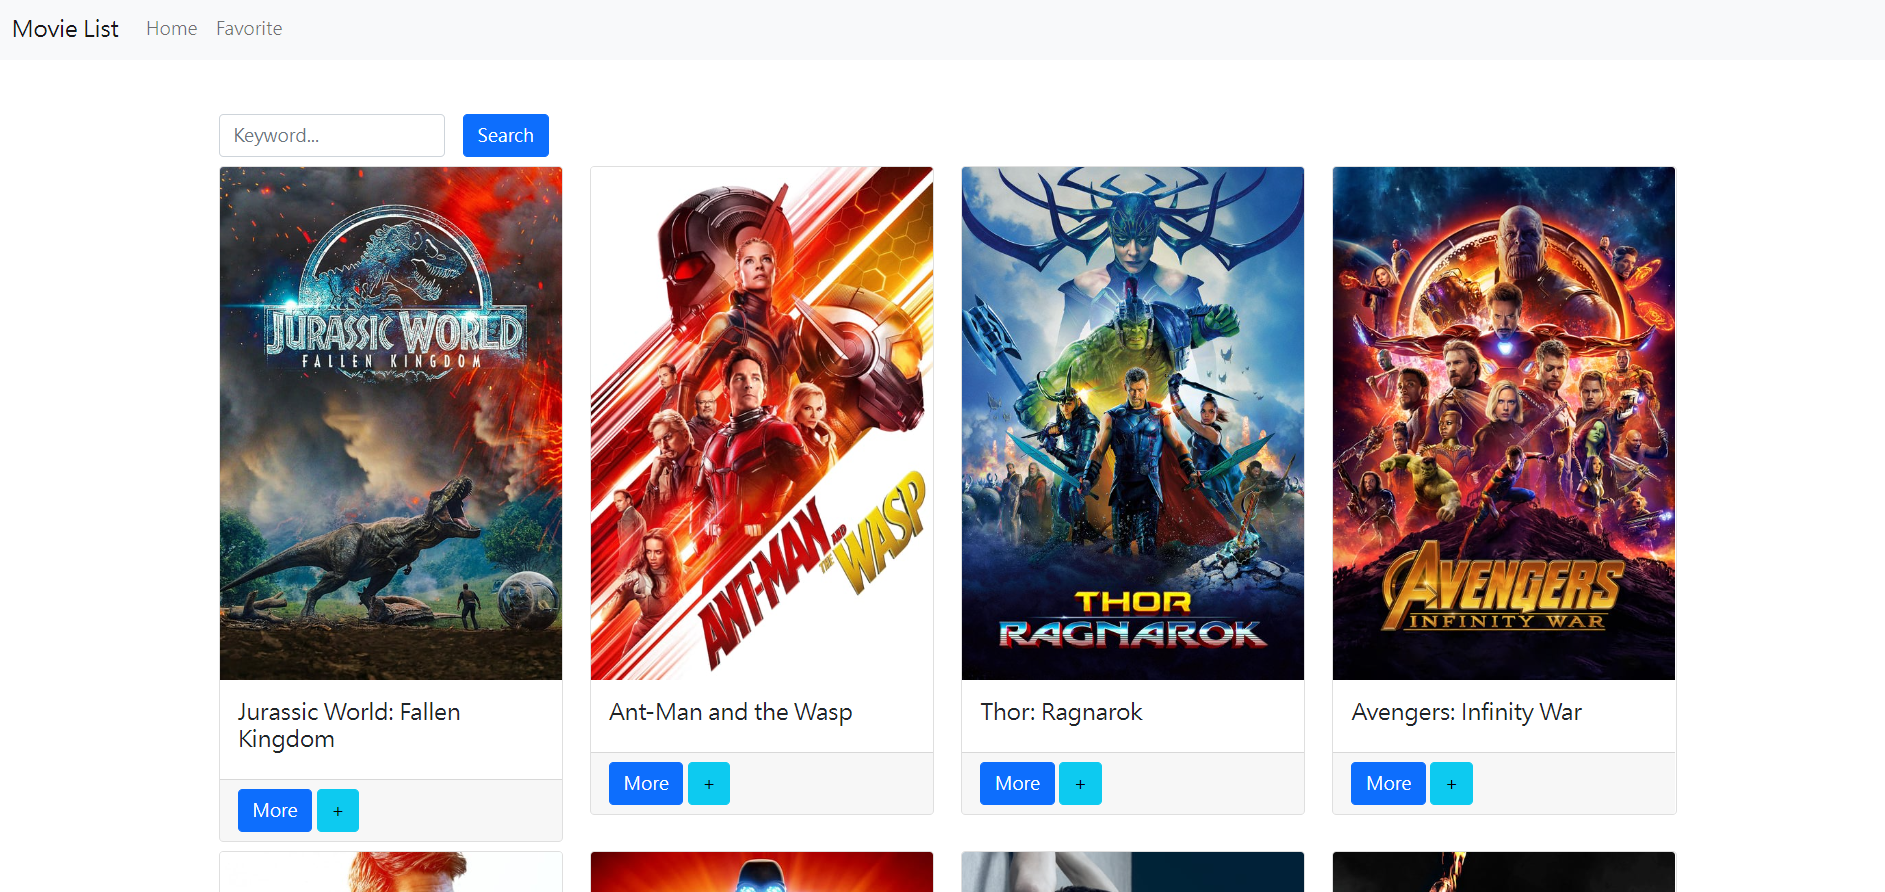 Movie List Home Favorite
Keyword... Search
JURASSIC WORLD
FALLEN KINGDOM
ANT-MAN AND THE WASP
THOR
RAGNAROK
AVENGERS
INFINITY WAR
Jurassic World: Fallen
Kingdom
More +
Ant-Man and the Wasp
More +
Thor: Ragnarok
More +
Avengers: Infinity War
More +